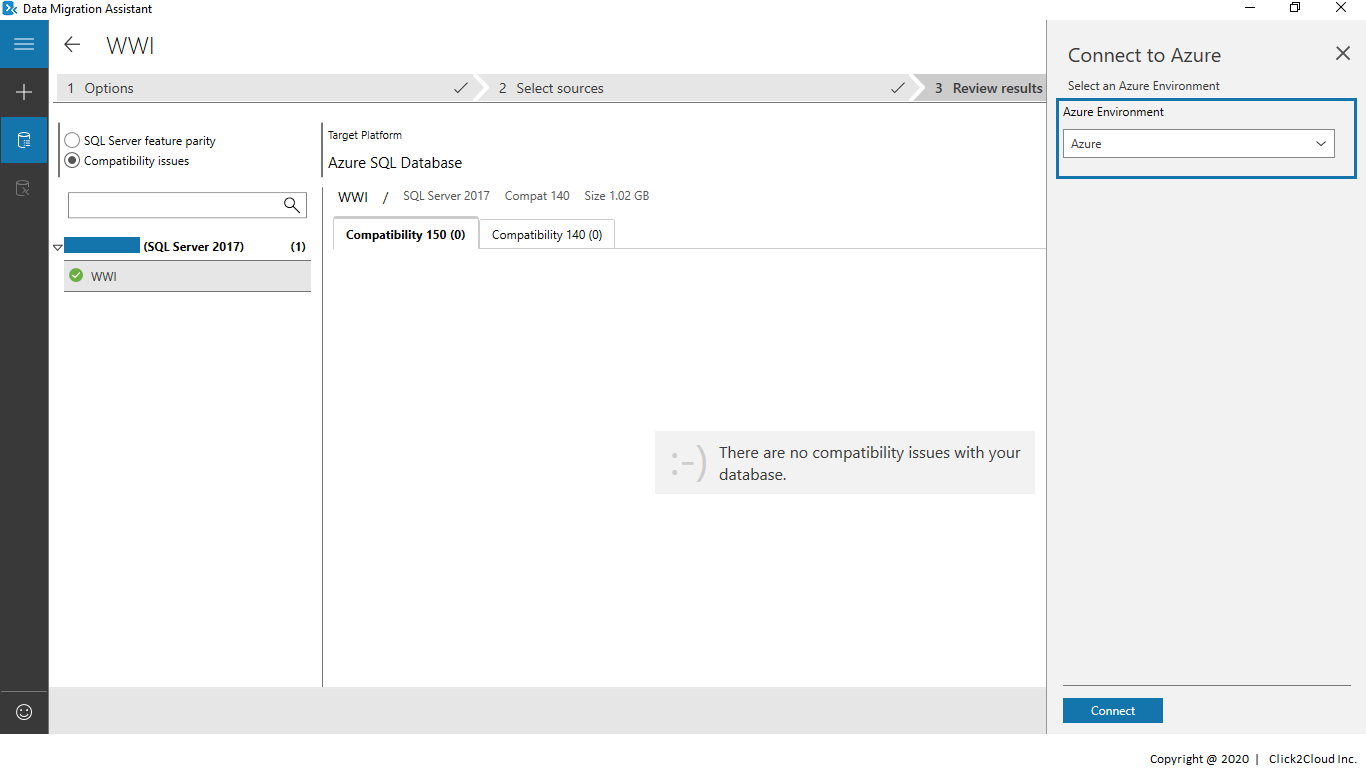 Data Migration Assistant
WWI
1 Options
2 Select sources
3 Review results
SQL Server feature parity
Compatibility issues
(SQL Server 2017) (1)
WWI
Target Platform
Azure SQL Database
WWI / SQL Server 2017 Compat 140 Size 1.02 GB
Compatibility 150 (0)
Compatibility 140 (0)
:-)
There are no compatibility issues with your
database.
Connect to Azure
Select an Azure Environment
Azure Environment
Azure
Connect
Copyright @ 2020 | Click2Cloud Inc.